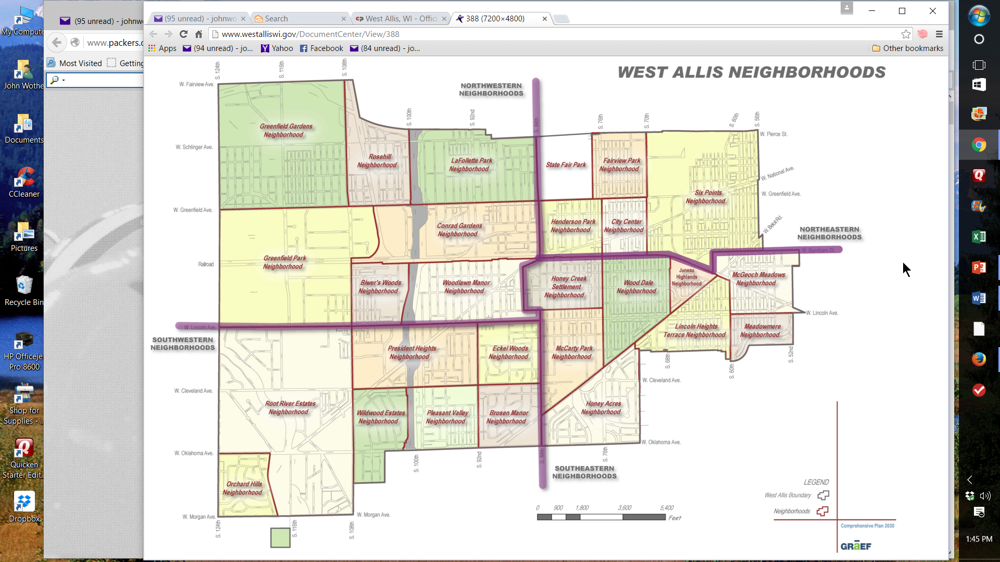 My Compute
John Wothe
Documents
CCleaner
Pictures
Recycle Bin
HP Officeje
Pro 8600
Shop for
Supplies - ...
Quicken
Starter Edit...
Dropbox
(95 unread) - johnw
www.packers.c
Most Visited
Getting
(95 unread) - johnwo
Search
West Allis, WI - Offici
388 (7200×4800)
www.westalliswi.gov/DocumentCenter/View/388
Apps
(94 unread) - jo...
Yahoo
Facebook
(84 unread) - jo...
Other bookmarks
WEST ALLIS NEIGHBORHOODS
NORTHWESTERN
NEIGHBORHOODS
S. 124th
S. 116th
S. 108th
S. 100th
S. 92nd
S. 84th
S. 76th
S. 70th
S. 60th
S. 56th
W. Fairview Ave.
W. Schlinger Ave.
W. Greenfield Ave.
Railroad
W. Lincoln Ave.
SOUTHWESTERN
NEIGHBORHOODS
W. Cleveland Ave.
W. Oklahoma Ave.
W. Morgan Ave.
Greenfield Gardens
Neighborhood
Rosehill
Neighborhood
LaFollette Park
Neighborhood
State Fair Park
Fairview Park
Neighborhood
Six Points
Neighborhood
W. Pierce St.
W. National Ave.
W. Greenfield Ave.
W. Beloit Rd.
NORTHEASTERN
NEIGHBORHOODS
W. Burnham St.
Conrad Gardens
Neighborhood
Henderson Park
Neighborhood
City Center
Neighborhood
Greenfield Park
Neighborhood
Biwer's Woods
Neighborhood
Woodlawn Manor
Neighborhood
Honey Creek
Settlement
Neighborhood
Wood Dale
Neighborhood
Juneau
Highlands
Neighborhood
McGeoch Meadows
Neighborhood
W. Lincoln Ave.
President Heights
Neighborhood
Eckel Woods
Neighborhood
McCarty Park
Neighborhood
Lincoln Heights
Terrace Neighborhood
Meadowmere
Neighborhood
S. 68th
S. 60th
S. 52nd
W. Cleveland Ave.
Root River Estates
Neighborhood
Wildwood Estates
Neighborhood
Pleasant Valley
Neighborhood
Brosen Manor
Neighborhood
Honey Acres
Neighborhood
W. Oklahoma Ave.
S. 100th
S. 92nd
S. 84th
S. 76th
SOUTHEASTERN
NEIGHBORHOODS
Orchard Hills
Neighborhood
W. Morgan Ave.
S. 124th
S. 116th
S. 108th
0 900 1,800 3,600 5,400
Feet
LEGEND
West Allis Boundary
Neighborhoods
Comprehensive Plan 2030
GRAEF
1:45 PM